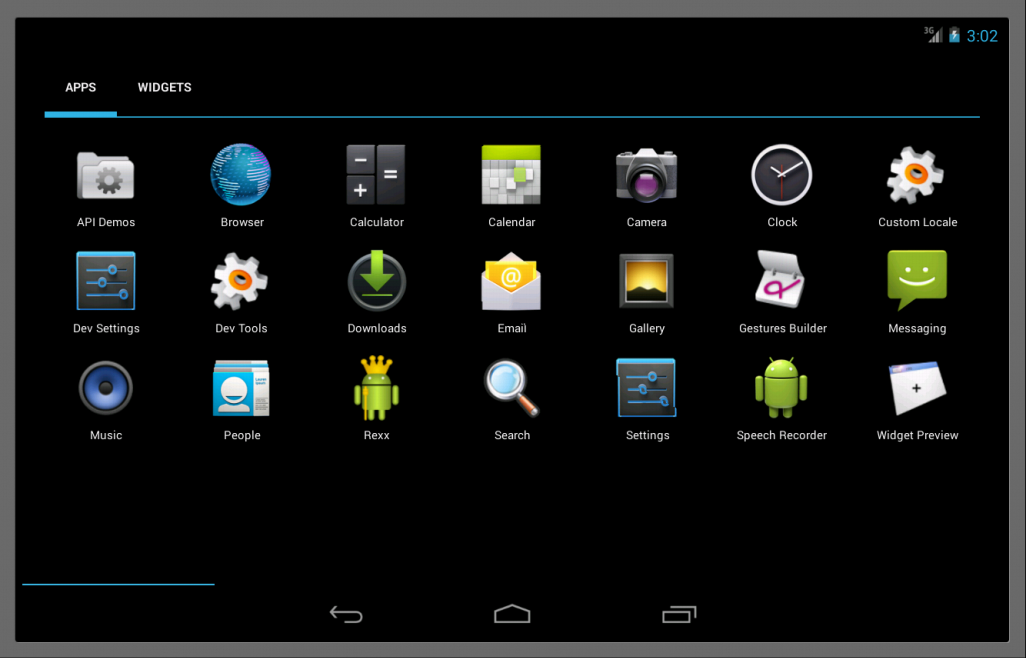 3G 3:02
APPS WIDGETS
API Demos Browser Calculator Calendar Camera Clock Custom Locale
Dev Settings Dev Tools Downloads Email Gallery Gestures Builder Messaging
Music People Rexx Search Settings Speech Recorder Widget Preview